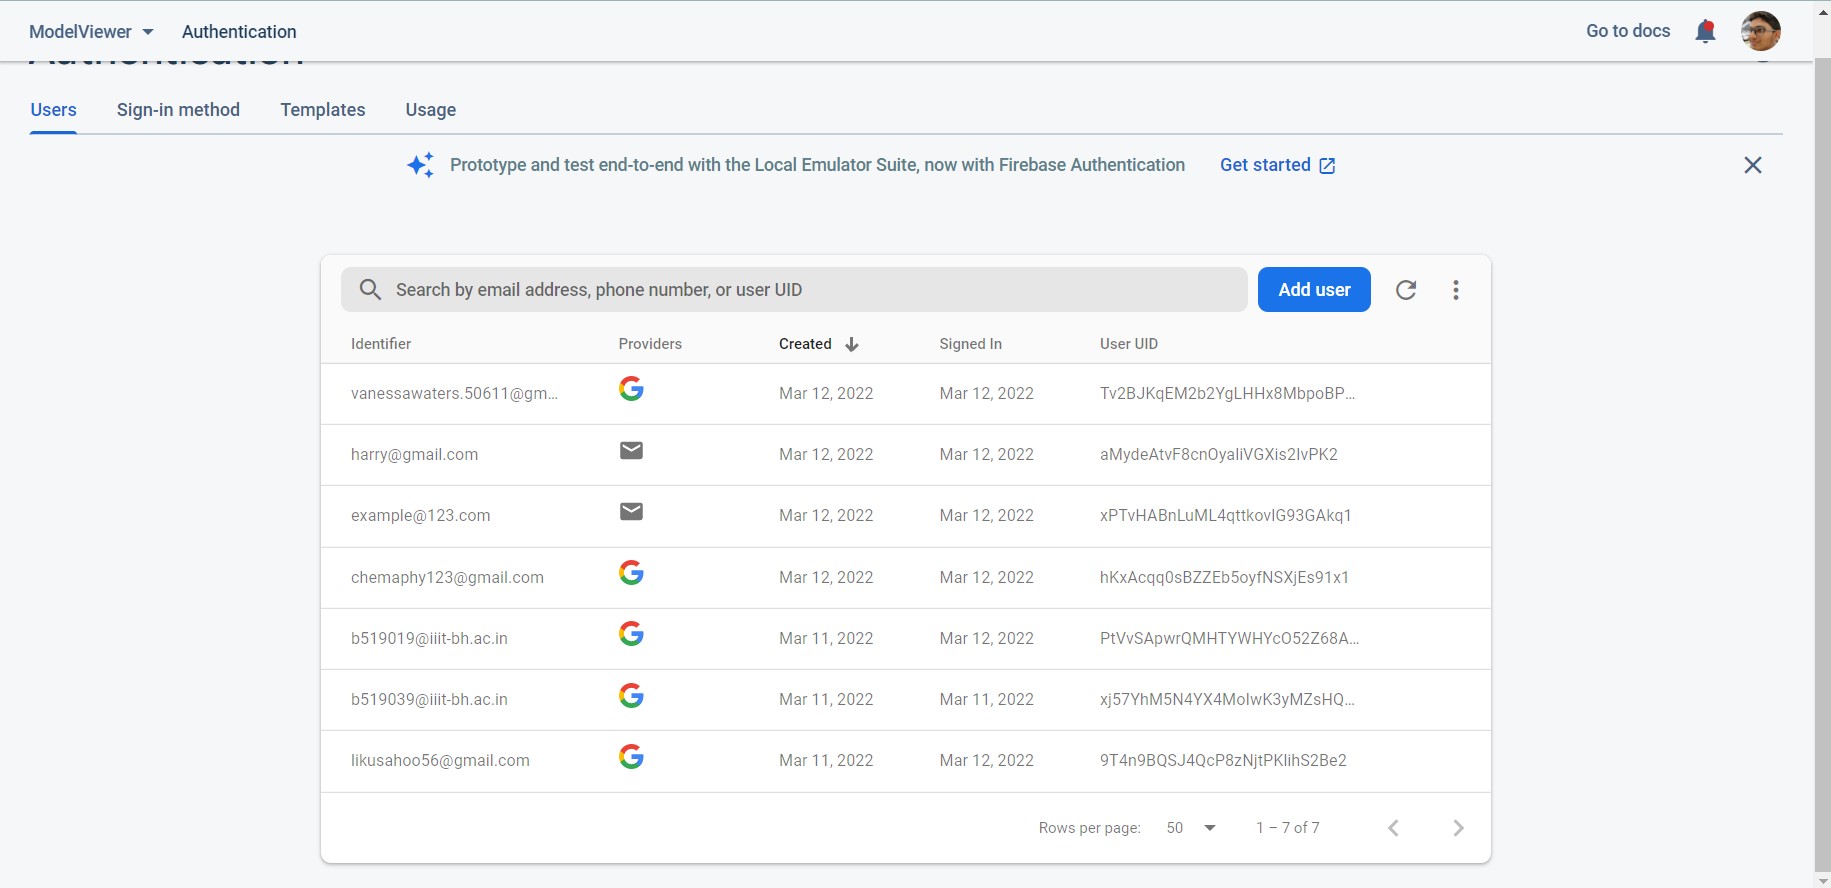 ModelViewer Authentication Go to docs
Authentication
Users Sign-in method Templates Usage
Prototype and test end-to-end with the Local Emulator Suite, now with Firebase Authentication Get started
Search by email address, phone number, or user UID Add user
Identifier Providers Created Signed In User UID
vanessawaters.50611@gm... Mar 12, 2022 Mar 12, 2022 Tv2BJKqEM2b2YgLHHx8MbpoBP...
harry@gmail.com Mar 12, 2022 Mar 12, 2022 aMydeAtvF8cnOyaliVGXis2IvPK2
example@123.com Mar 12, 2022 Mar 12, 2022 xPTvHABnLuML4qttkovIG93GAkq1
chemaphy123@gmail.com Mar 12, 2022 Mar 12, 2022 hKxAcqq0sBZZEb5oyfNSXjEs91x1
b519019@iiit-bh.ac.in Mar 11, 2022 Mar 12, 2022 PtVvSApwrQMHTYWHYcO52Z68A...
b519039@iiit-bh.ac.in Mar 11, 2022 Mar 11, 2022 xj57YhM5N4YX4MoIwK3yMZsHQ...
likusahoo56@gmail.com Mar 11, 2022 Mar 12, 2022 9T4n9BQSJ4QcP8zNjtPKlihS2Be2
Rows per page: 50 1 – 7 of 7